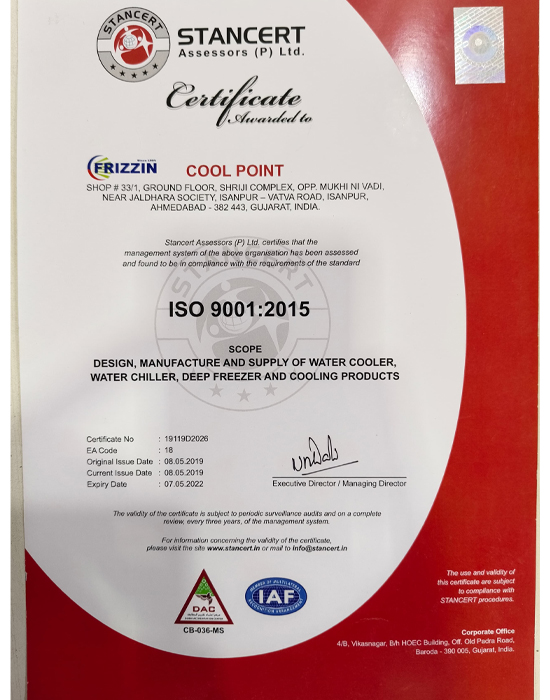 STANCERT
STANCERT
Assessors (P) Ltd.
Certificate
Awarded to
FRIZZIN
COOL POINT
SHOP # 33/1, GROUND FLOOR, SHRIJI COMPLEX, OPP. MUKHI NI VADI,
NEAR JALDHARA SOCIETY, ISANPUR – VATVA ROAD, ISANPUR,
AHMEDABAD - 382 443, GUJARAT, INDIA.
Stancert Assessors (P) Ltd. certifies that the
management system of the above organisation has been assessed
and found to be in compliance with the requirements of the standard
STANCERT
ISO 9001:2015
SCOPE
DESIGN, MANUFACTURE AND SUPPLY OF WATER COOLER,
WATER CHILLER, DEEP FREEZER AND COOLING PRODUCTS
Certificate No : 19119D2026
EA Code : 18
Original Issue Date : 08.05.2019
Current Issue Date : 08.05.2019
Expiry Date : 07.05.2022
Executive Director / Managing Director
The validity of the certificate is subject to periodic surveillance audits and on a complete
review, every three years, of the management system.
For information concerning the validity of the certificate,
please visit the site www.stancert.in or mail to info@stancert.in
The use and validity of
this certificate are subject
to compliance with
STANCERT procedures.
DAC
CB-036-MS
IAF
Corporate Office
4/B, Vikasnagar, B/h HOEC Building, Off. Old Padra Road,
Baroda - 390 005, Gujarat, India.